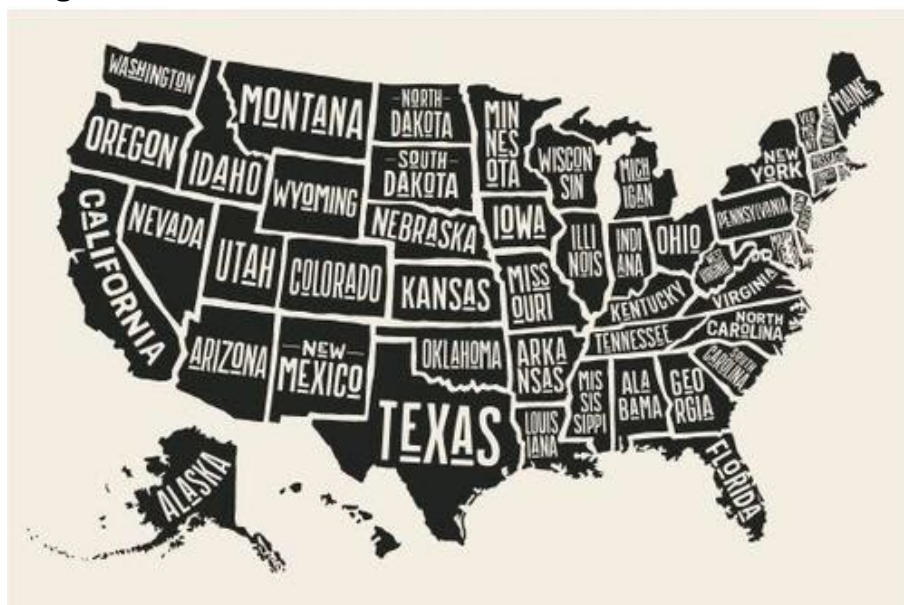 WASHINGTON
OREGON
CALIFORNIA
NEVADA
IDAHO
MONTANA
WYOMING
UTAH
COLORADO
ARIZONA
NEW
MEXICO
NORTH
DAKOTA
SOUTH
DAKOTA
NEBRASKA
KANSAS
OKLAHOMA
TEXAS
MIN
NES
OTA
IOWA
MISS
OURI
ARKA
NSAS
LOUIS
IANA
WISCON
SIN
ILLI
NOIS
MICH
IGAN
INDI
ANA
OHIO
KENTUCKY
TENNESSEE
MIS
SIS
SIPPI
ALA
BAMA
GEO
RGIA
FLORIDA
SOUTH
CAROLINA
NORTH
CAROLINA
VIRGINIA
WEST
VIRGINIA
PENNSYLVANIA
NEW
YORK
MAINE
ALASKA